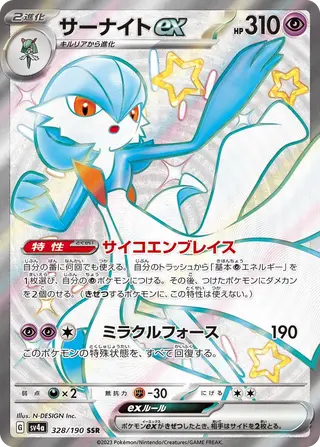 2進化 サーナイトex HP310
キルリアから進化
特性 とくせい サイコエンブレイス
自分の番に何回でも使える。自分のトラッシュから「基本超エネルギー」を
1枚選び、自分の超ポケモンにつける。その後、つけたポケモンにダメカン
を2個のせる。(きぜつするポケモンに、この特性は使えない。)
ミラクルフォース 190
このポケモンの特殊状態を、すべて回復する。
弱点 ×2 抵抗力 -30 にげる
exルール
ポケモンexがきぜつしたとき、相手はサイドを2枚とる。
Illus. N-DESIGN Inc.
G sv4a 328/190 SSR
©2023 Pokémon/Nintendo/Creatures/GAME FREAK.